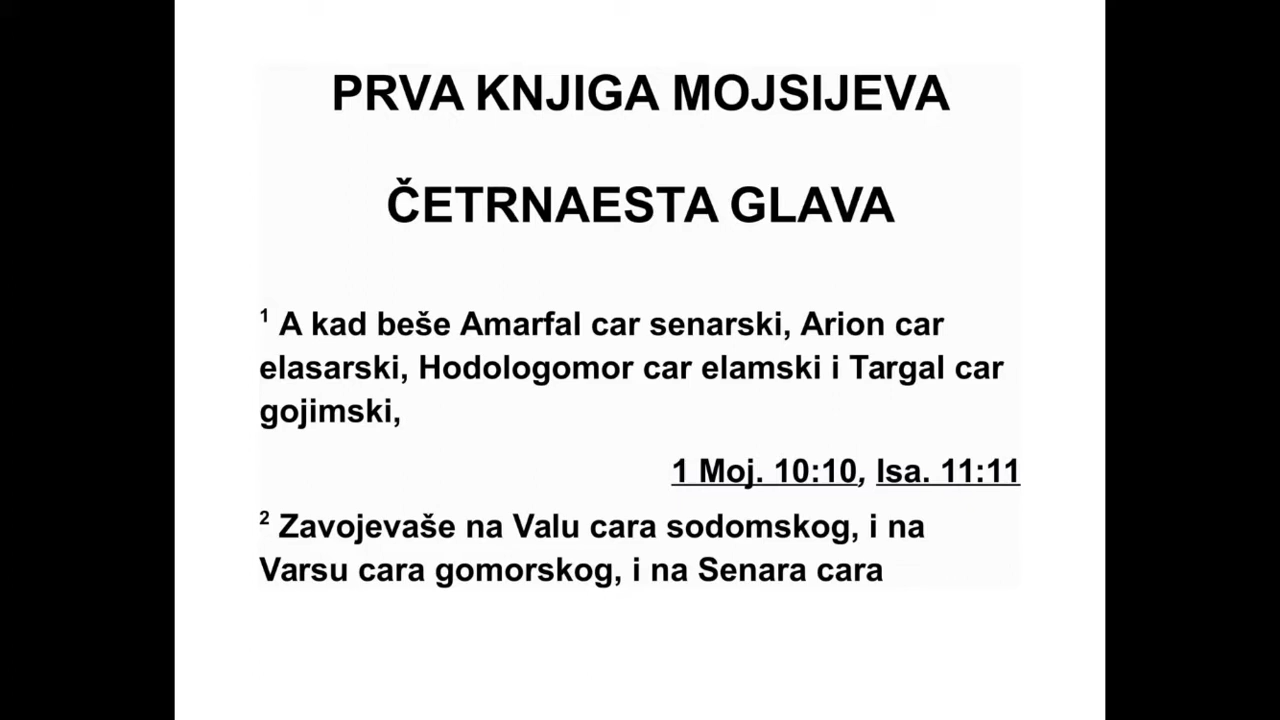 PRVA KNJIGA MOJSIJEVA
ČETRNAESTA GLAVA
1 A kad beše Amarfal car senarski, Arion car
elasarski, Hodologomor car elamski i Targal car
gojimski,
1 Moj. 10:10, Isa. 11:11
2 Zavojevaše na Valu cara sodomskog, i na
Varsu cara gomorskog, i na Senara cara